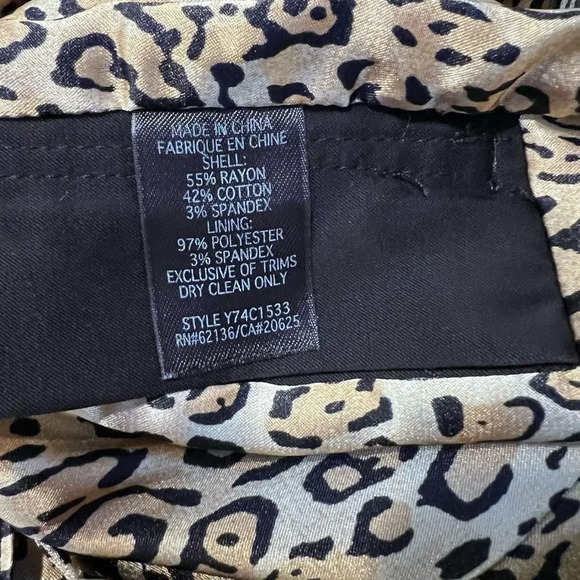 MADE IN CHINA
FABRIQUE EN CHINE
SHELL:
55% RAYON
42% COTTON
3% SPANDEX
LINING:
97% POLYESTER
3% SPANDEX
EXCLUSIVE OF TRIMS
DRY CLEAN ONLY
STYLE Y74C1533
RN#62136/CA#20625